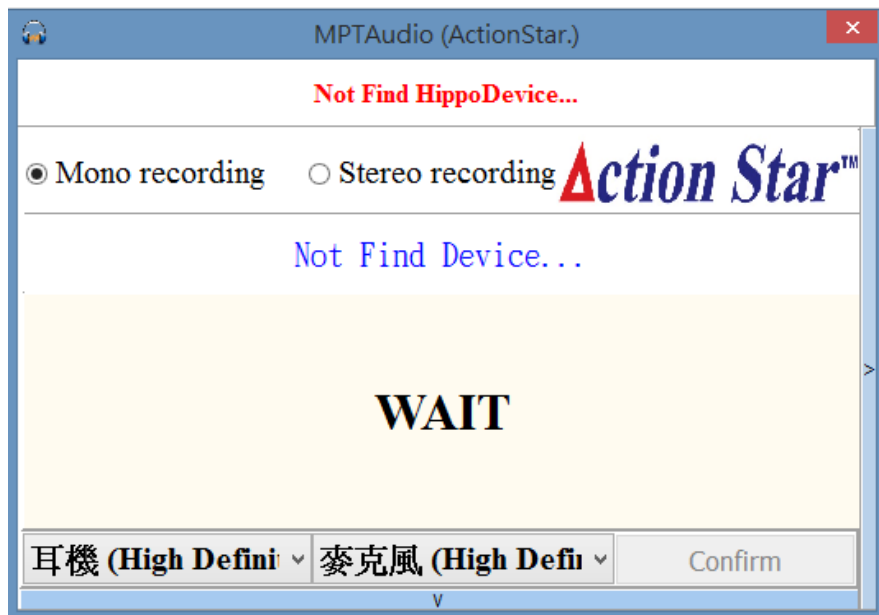 MPTAudio (ActionStar.)
Not Find HippoDevice...
Mono recording Stereo recording Action Star™
Not Find Device...
WAIT
耳機 (High Defini 麥克風 (High Defin Confirm